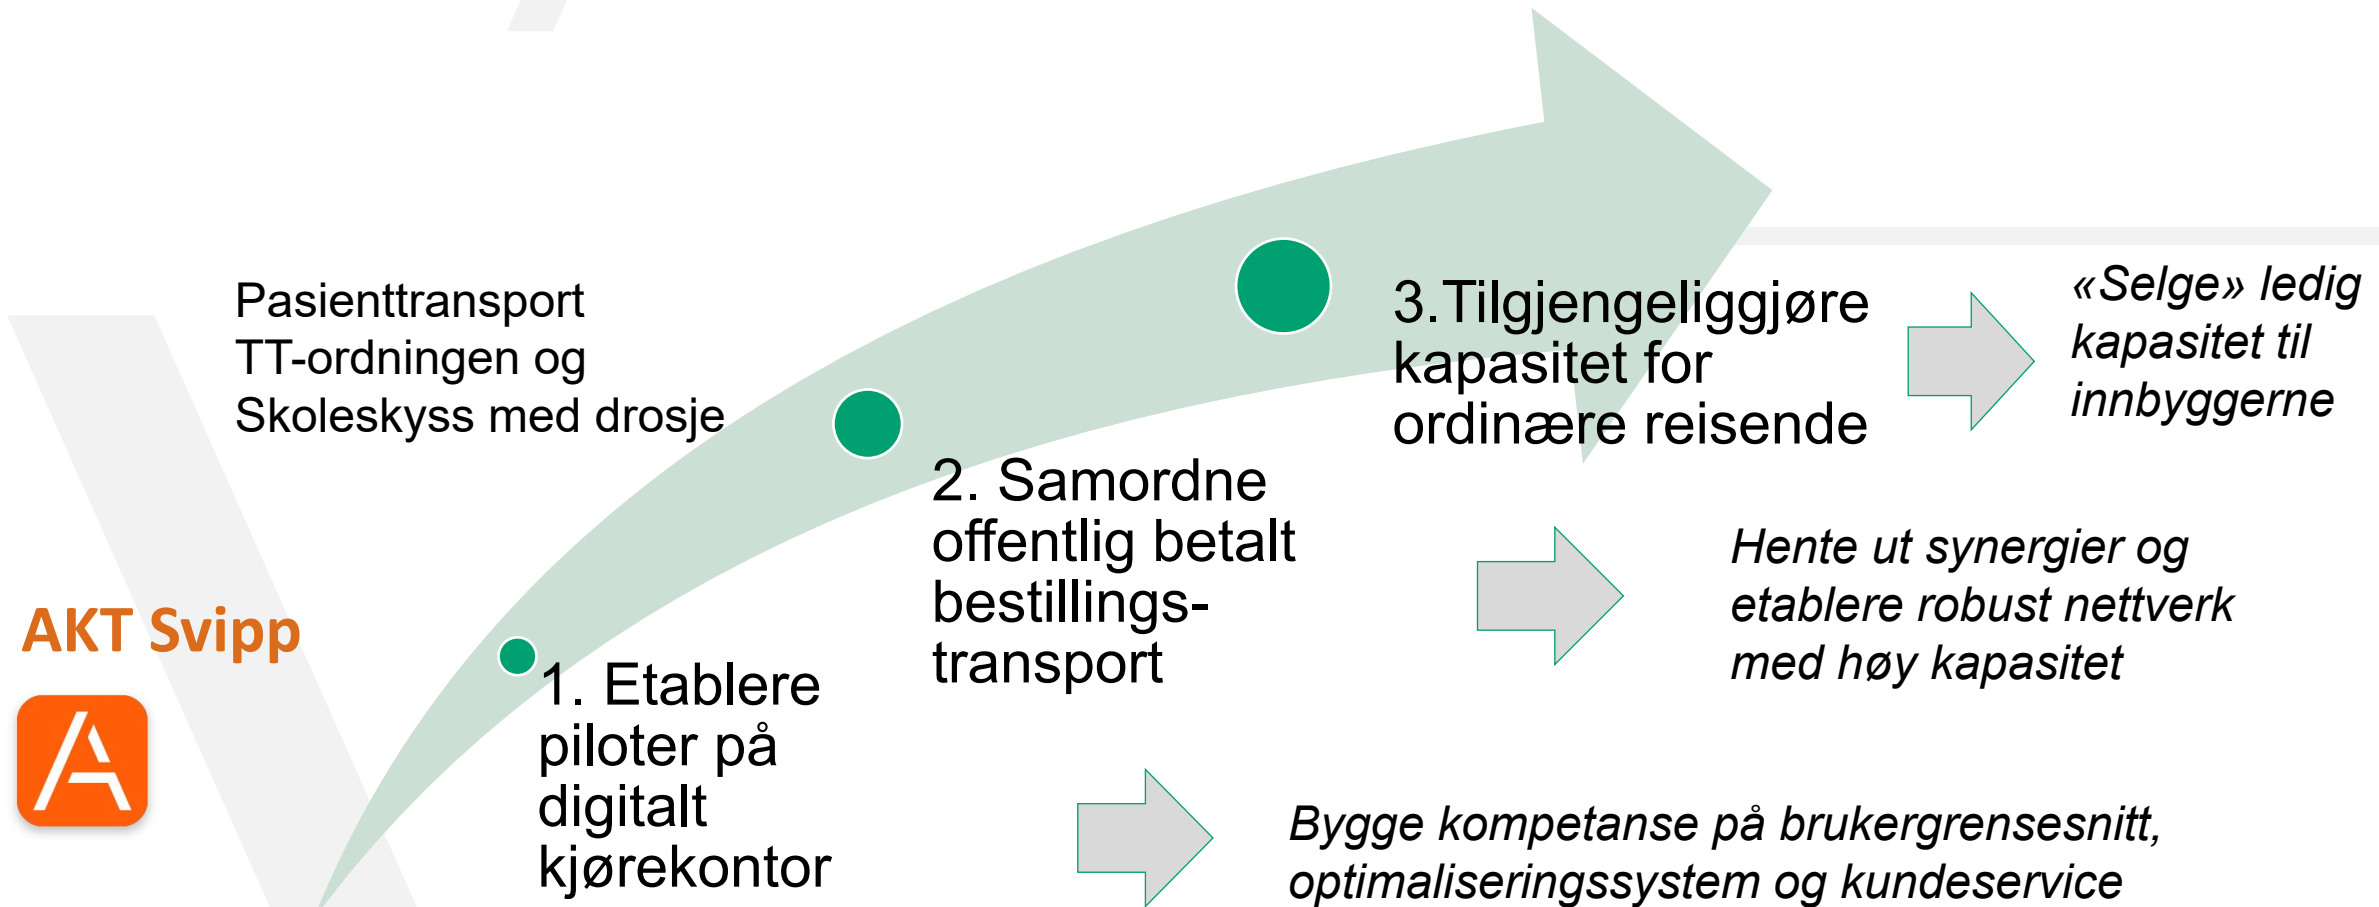 Pasienttransport
TT-ordningen og
Skoleskyss med drosje
AKT Svipp
1. Etablere
piloter på
digitalt
kjørekontor
2. Samordne
offentlig betalt
bestillings-
transport
3.Tilgjengeliggjøre
kapasitet for
ordinære reisende
«Selge» ledig
kapasitet til
innbyggerne
Hente ut synergier og
etablere robust nettverk
med høy kapasitet
Bygge kompetanse på brukergrensesnitt,
optimaliseringssystem og kundeservice